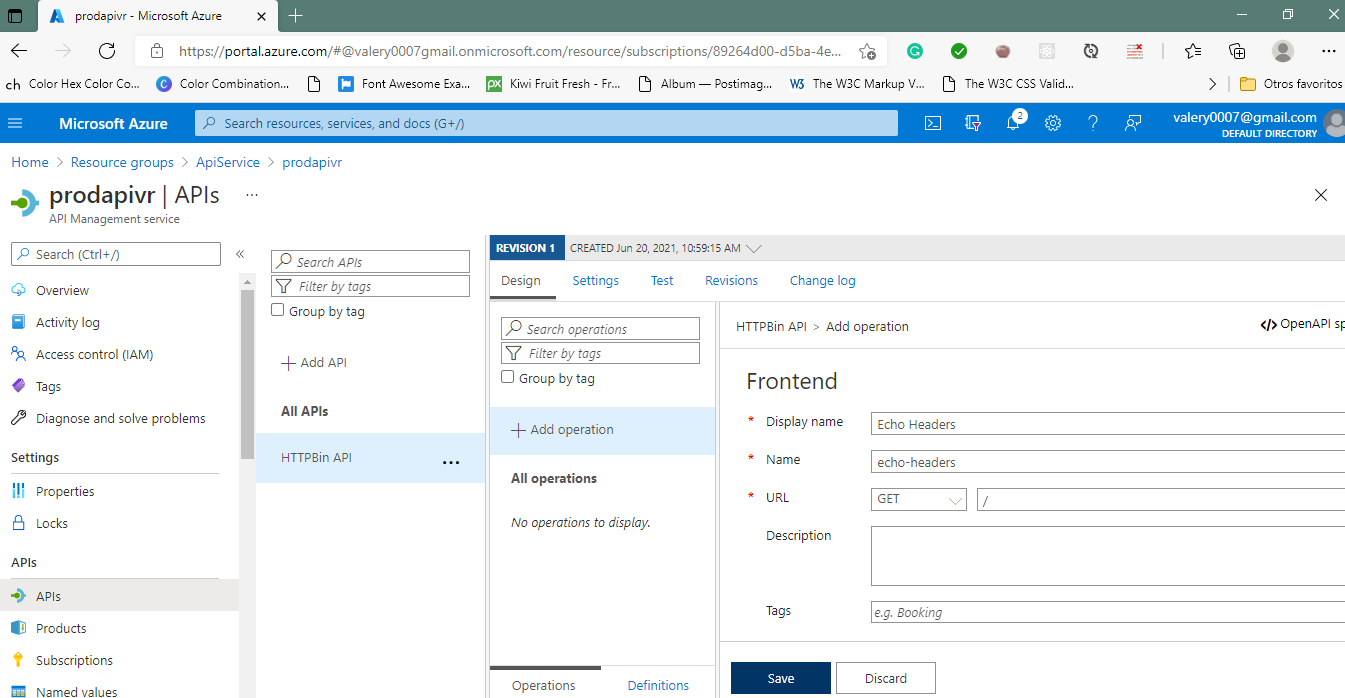 prodapivr - Microsoft Azure
https://portal.azure.com/#@valery0007gmail.onmicrosoft.com/resource/subscriptions/89264d00-d5ba-4e...
ch Color Hex Color Co... Color Combination... Font Awesome Exa... px Kiwi Fruit Fresh - Fr... Album — Postimag... W3 The W3C Markup V... The W3C CSS Valid... Otros favoritos
Microsoft Azure
Search resources, services, and docs (G+/)
2
valery0007@gmail.com
DEFAULT DIRECTORY
Home > Resource groups > ApiService > prodapivr
prodapivr | APIs ...
API Management service
Search (Ctrl+/)
Overview
Activity log
Access control (IAM)
Tags
Diagnose and solve problems
Settings
Properties
Locks
APIs
APIs
Products
Subscriptions
Named values
Search APIs
Filter by tags
Group by tag
+ Add API
All APIs
HTTPBin API ...
REVISION 1 CREATED Jun 20, 2021, 10:59:15 AM
Design Settings Test Revisions Change log
Search operations
Filter by tags
Group by tag
+ Add operation
All operations
No operations to display.
Operations Definitions
HTTPBin API > Add operation
</> OpenAPI sp
Frontend
* Display name Echo Headers
* Name echo-headers
* URL GET /
Description
Tags e.g. Booking
Save Discard